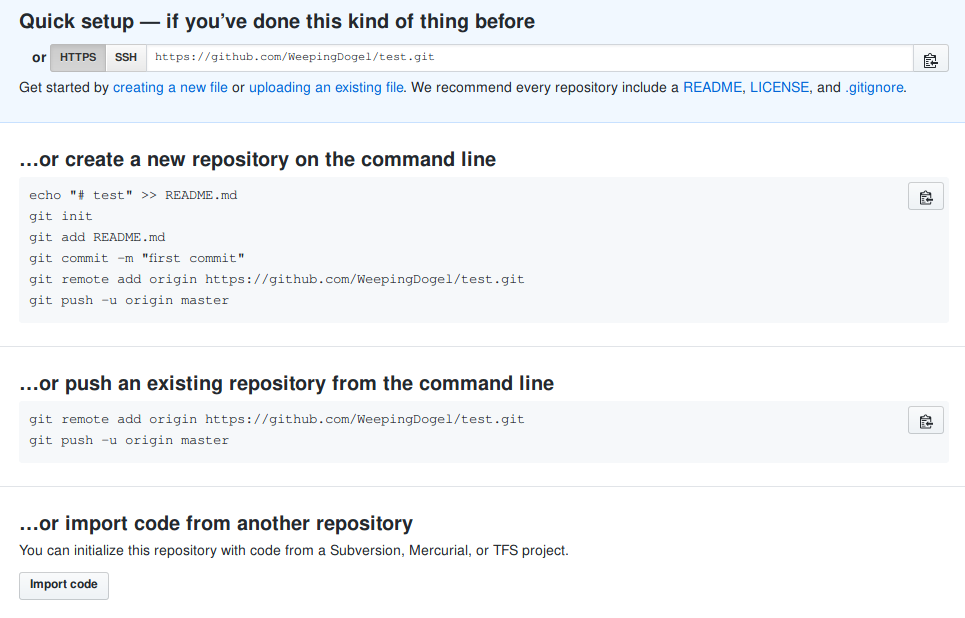 Quick setup — if you’ve done this kind of thing before
or HTTPS SSH https://github.com/WeepingDogel/test.git
Get started by creating a new file or uploading an existing file. We recommend every repository include a README, LICENSE, and .gitignore.
…or create a new repository on the command line
echo "# test" >> README.md
git init
git add README.md
git commit -m "first commit"
git remote add origin https://github.com/WeepingDogel/test.git
git push -u origin master
…or push an existing repository from the command line
git remote add origin https://github.com/WeepingDogel/test.git
git push -u origin master
…or import code from another repository
You can initialize this repository with code from a Subversion, Mercurial, or TFS project.
Import code